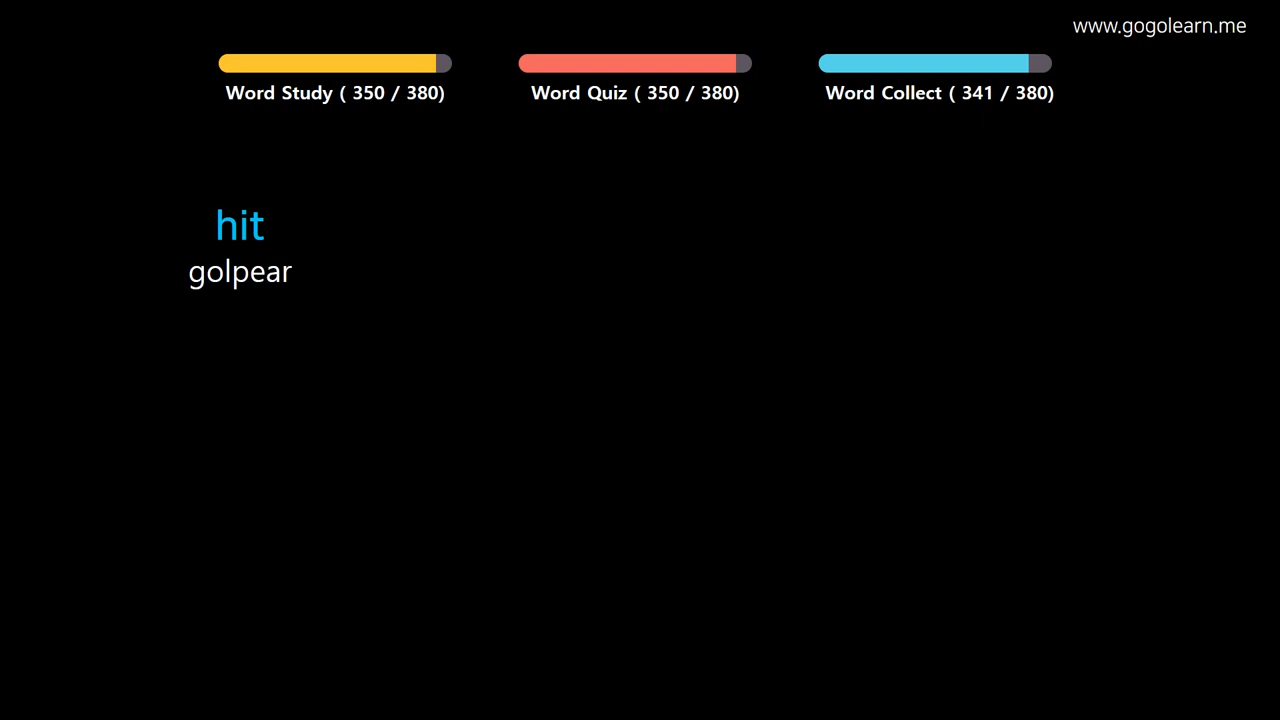 www.gogolearn.me
Word Study ( 350 / 380)
Word Quiz ( 350 / 380)
Word Collect ( 341 / 380)
hit
golpear